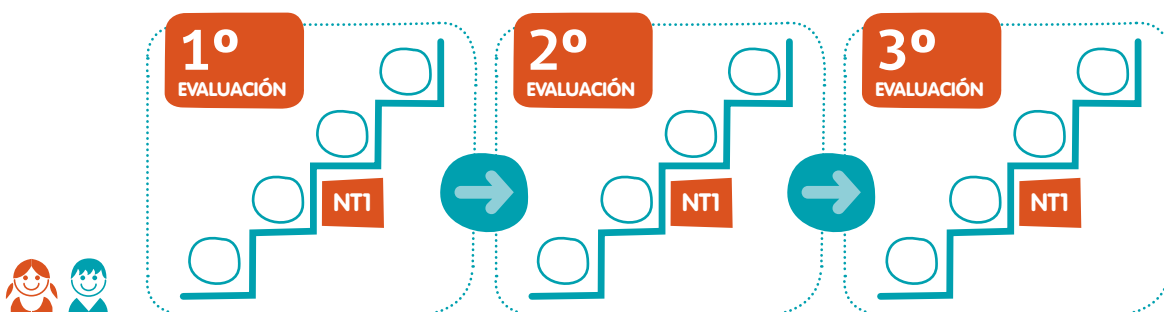 1º
EVALUACIÓN
NT1
2º
EVALUACIÓN
NT1
3º
EVALUACIÓN
NT1